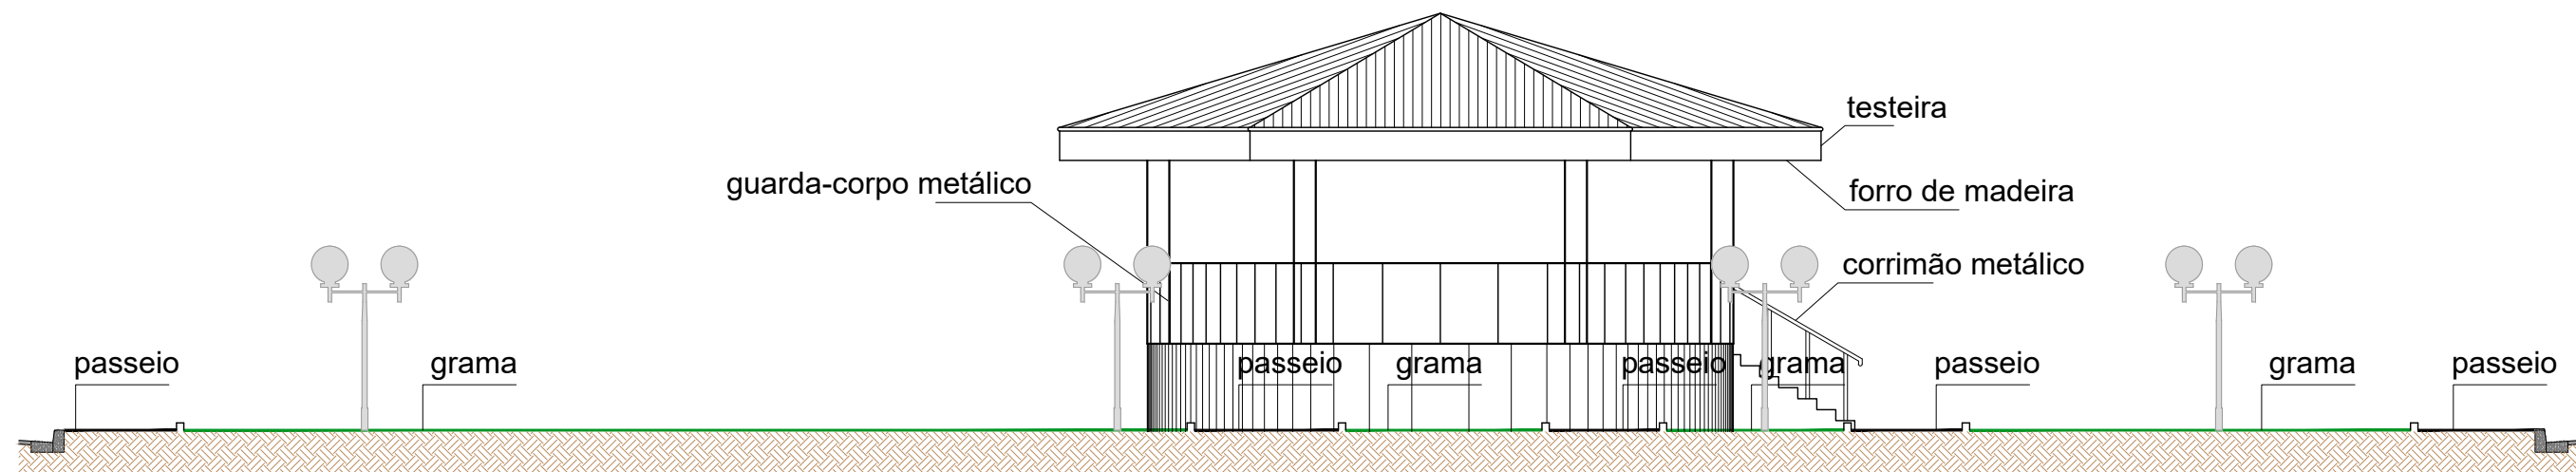 testeira
guarda-corpo metálico
forro de madeira
corrimão metálico
passeio
grama
passeio
grama
passeio
grama
passeio
grama
passeio